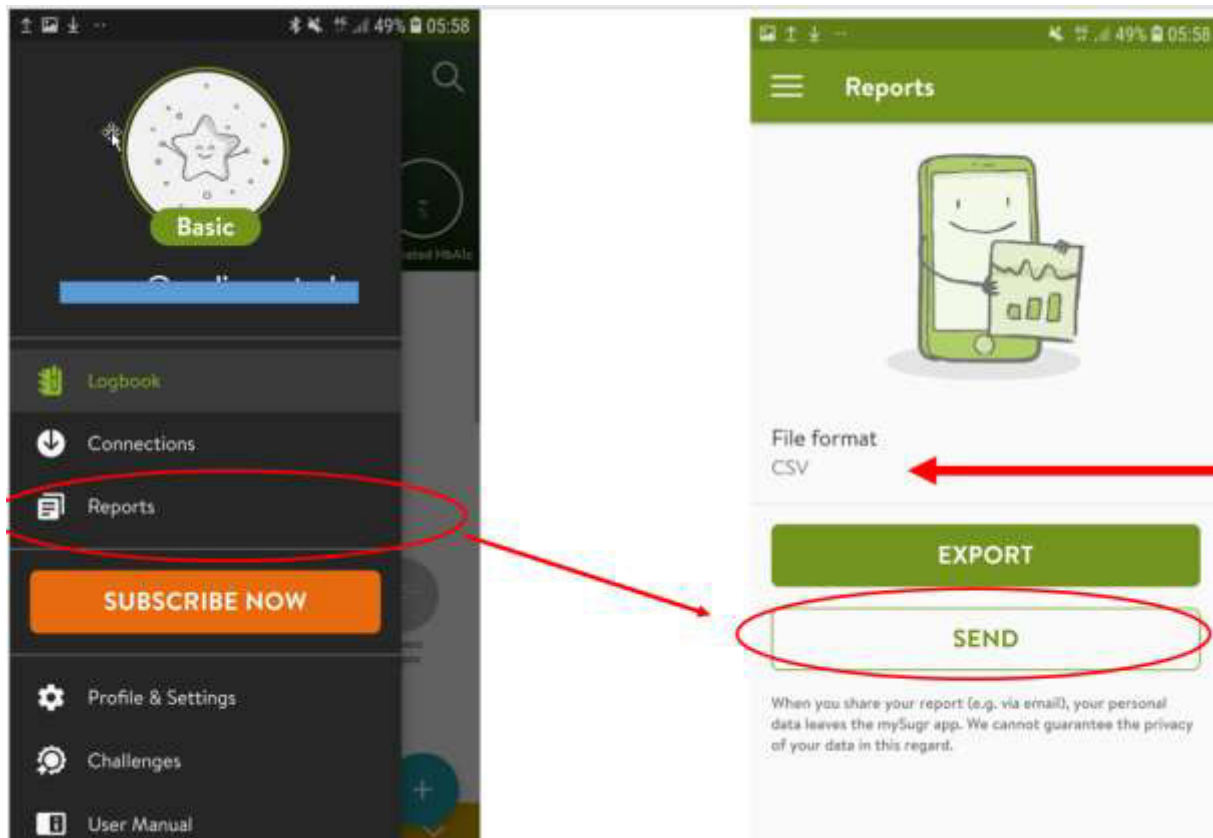 49% 05:58
Basic
Logbook
Connections
Reports
SUBSCRIBE NOW
Profile & Settings
Challenges
User Manual
49% 05:58
Reports
File format
CSV
EXPORT
SEND
When you share your report (e.g. via email), your personal
data leaves the mySugr app. We cannot guarantee the privacy
of your data in this regard.